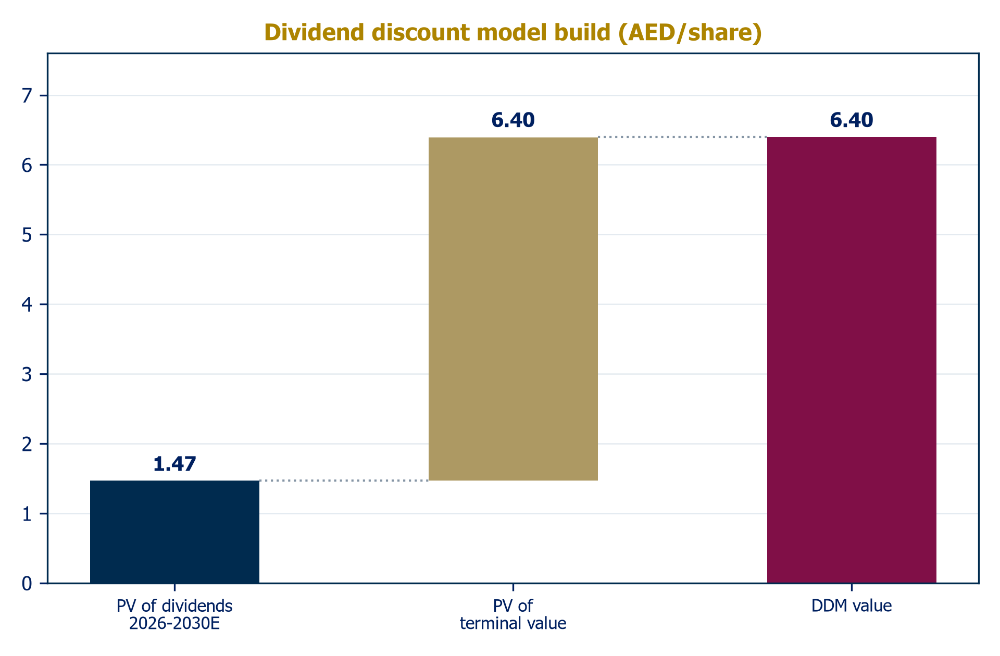 Dividend discount model build (AED/share)
7
6
5
4
3
2
1
0
1.47
6.40
6.40
PV of dividends
2026-2030E
PV of
terminal value
DDM value